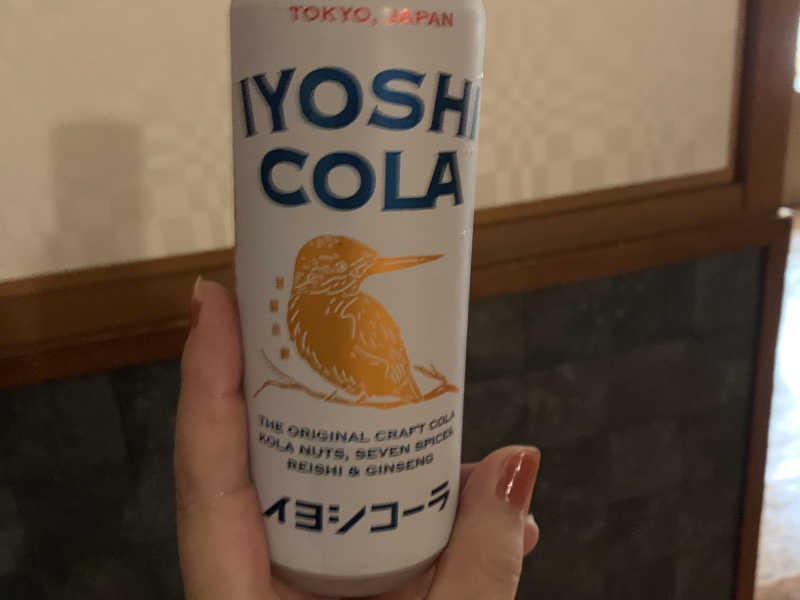 TOKYO, JAPAN
IYOSHI
COLA
THE ORIGINAL CRAFT COLA
KOLA NUTS, SEVEN SPICES
REISHI & GINSENG
イヨシコーラ